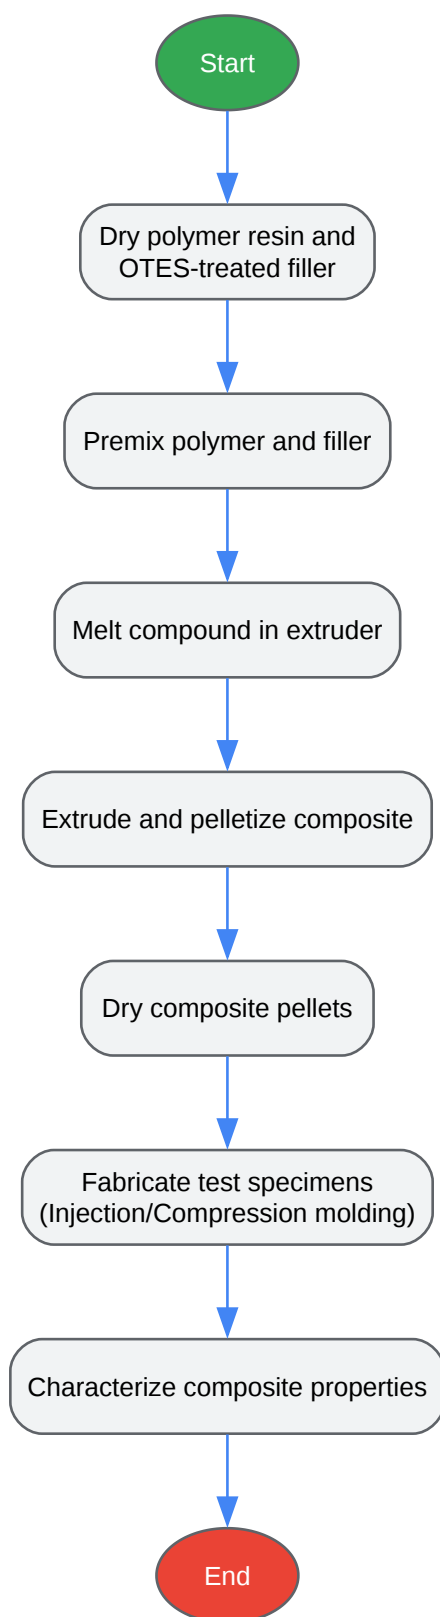 Start
Dry polymer resin and
OTES-treated filler
Premix polymer and filler
Melt compound in extruder
Extrude and pelletize composite
Dry composite pellets
Fabricate test specimens
(Injection/Compression molding)
Characterize composite properties
End